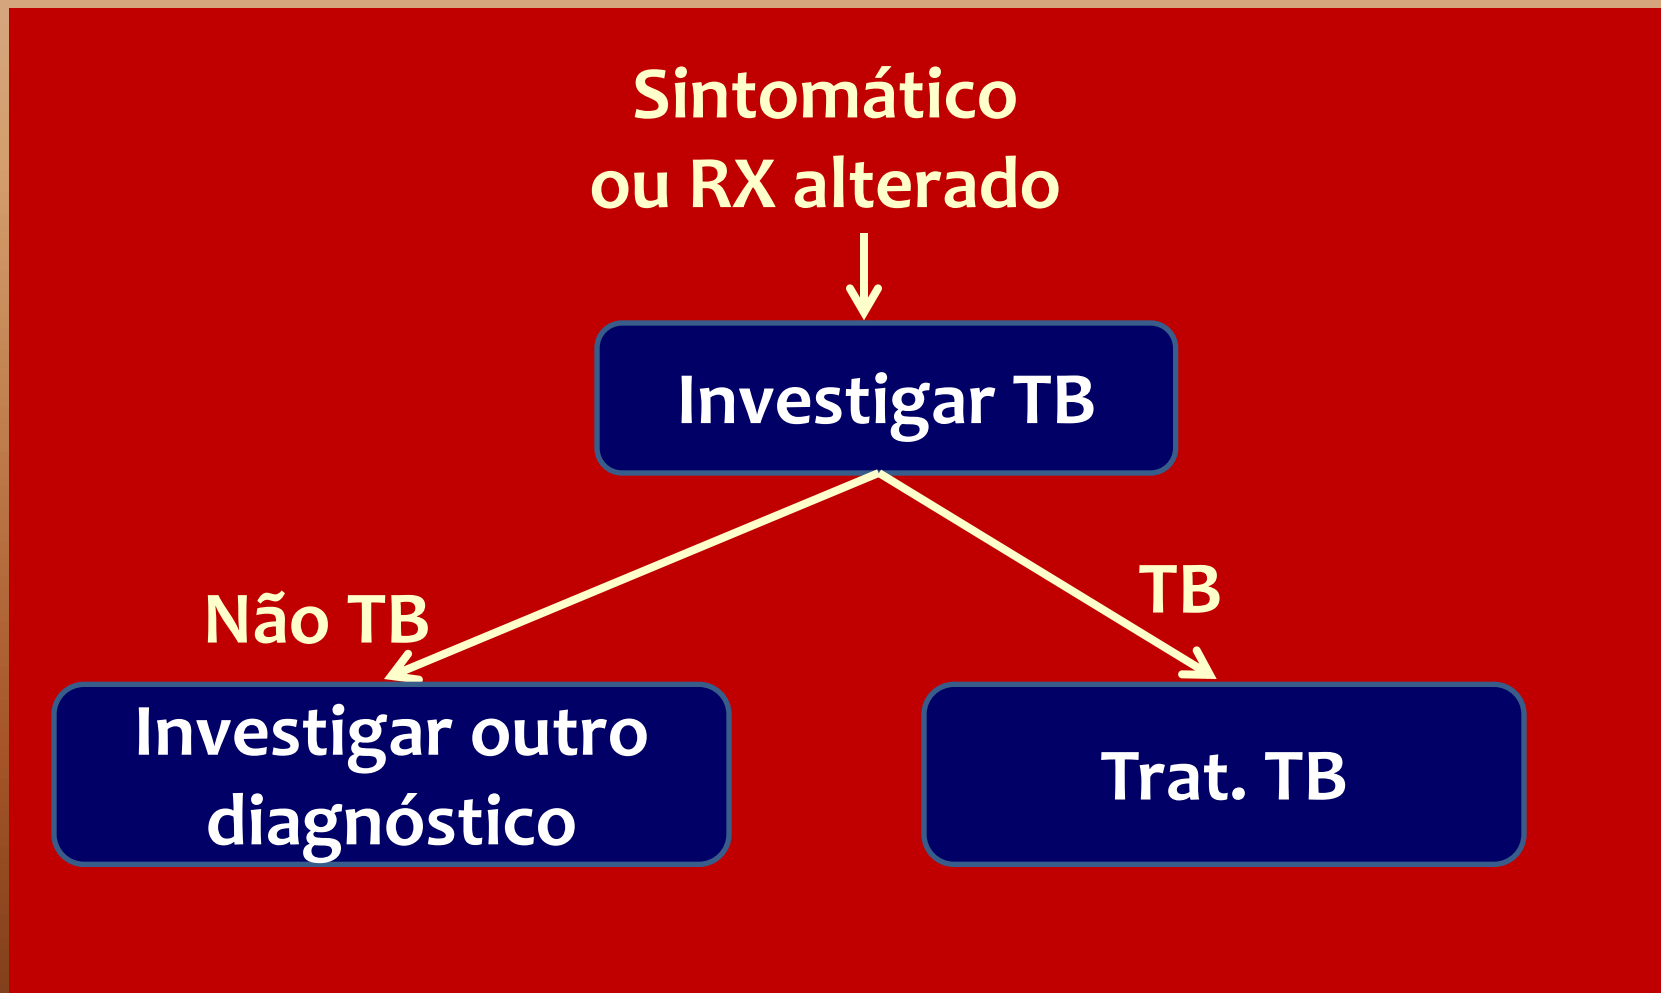 Sintomático
ou RX alterado
Investigar TB
Não TB
TB
Investigar outro
diagnóstico
Trat. TB